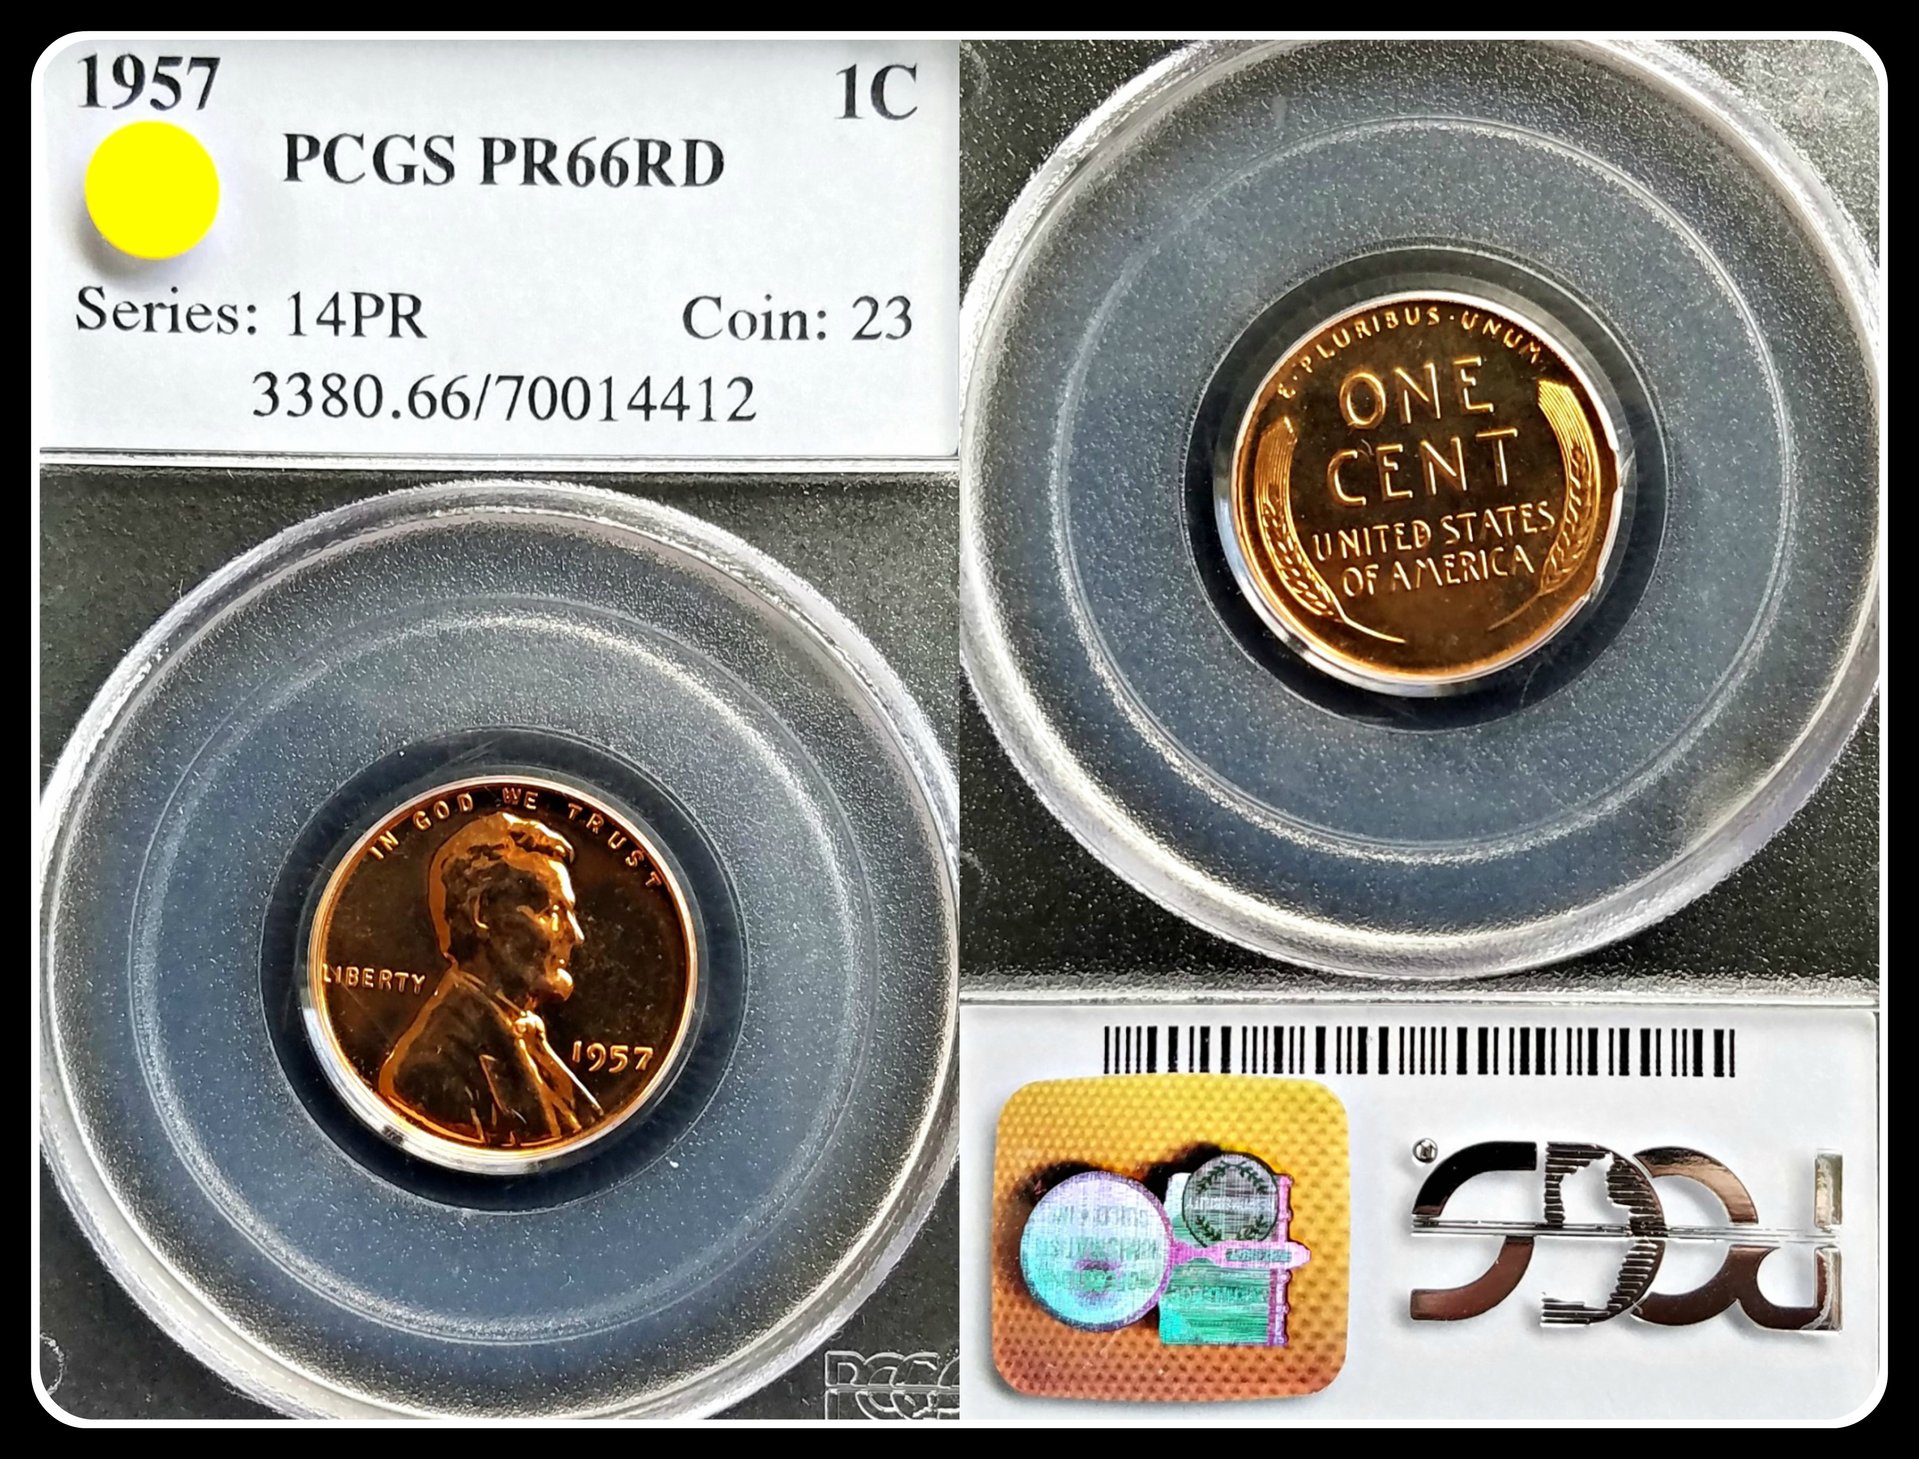 1957 1C
PCGS PR66RD
Series: 14PR Coin: 23
3380.66/70014412
IN GOD WE TRUST
LIBERTY
1957
PCGS
E·PLURIBUS·UNUM
ONE
CENT
UNITED STATES
OF AMERICA
PCGS